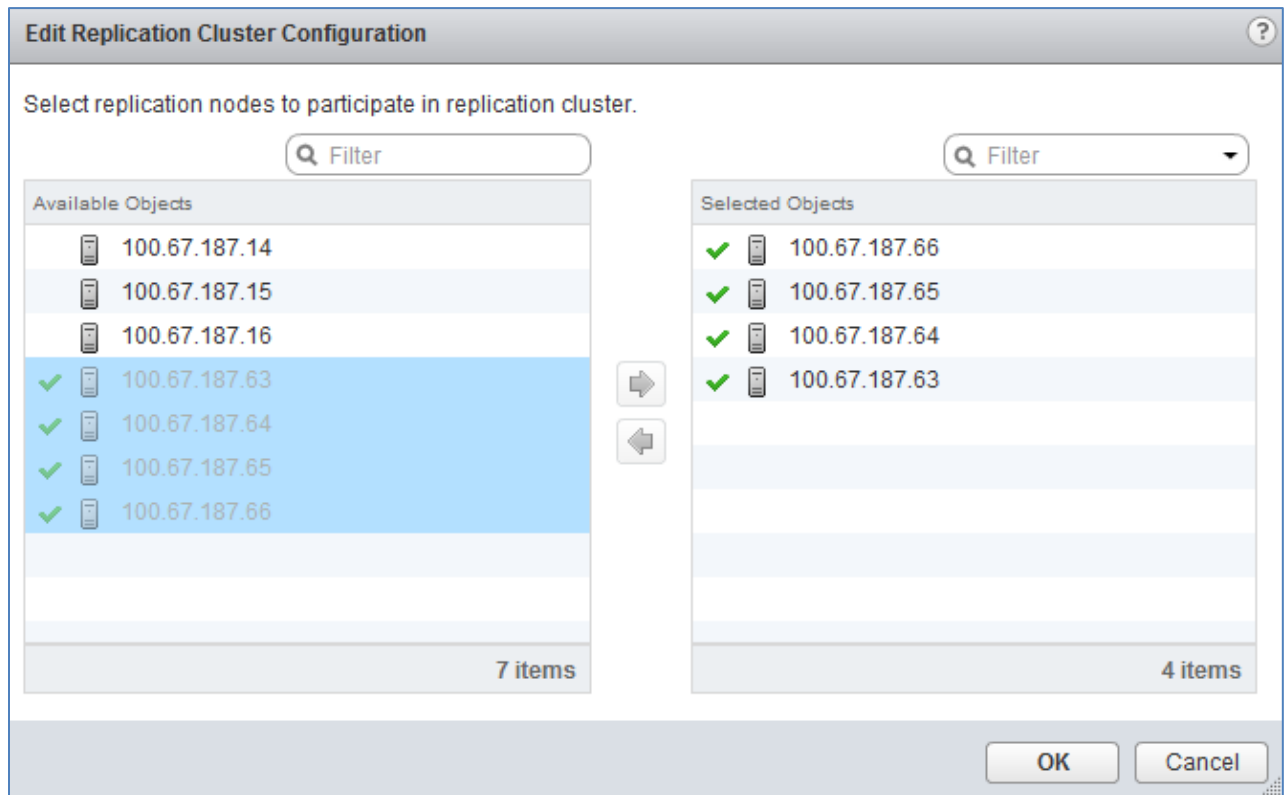 Edit Replication Cluster Configuration ?
Select replication nodes to participate in replication cluster.
Filter
Filter
Available Objects
100.67.187.14
100.67.187.15
100.67.187.16
100.67.187.63
100.67.187.64
100.67.187.65
100.67.187.66
7 items
Selected Objects
100.67.187.66
100.67.187.65
100.67.187.64
100.67.187.63
4 items
OK
Cancel